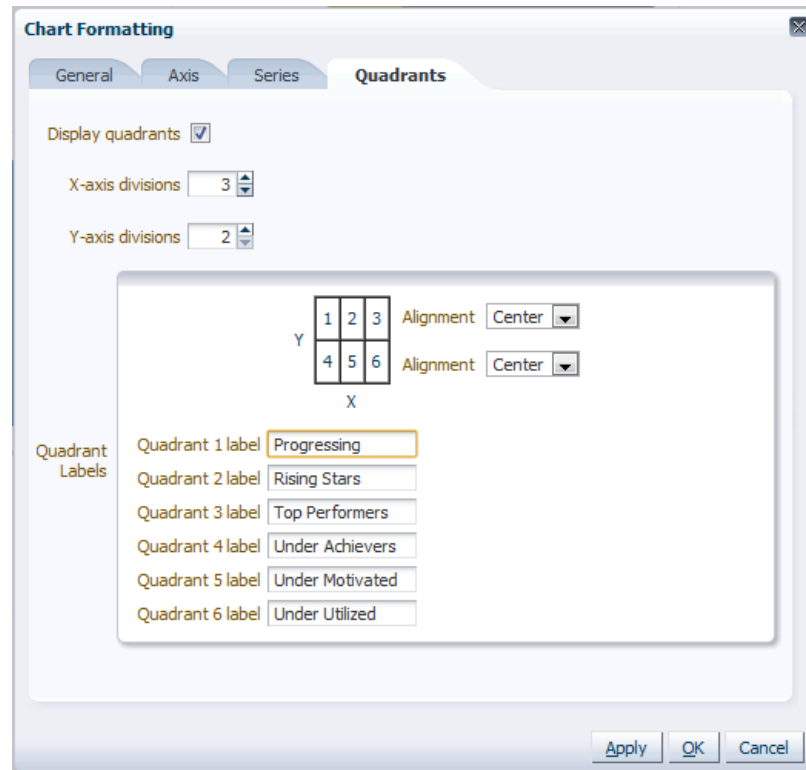 Chart Formatting
General Axis Series Quadrants
Display quadrants
X-axis divisions 3
Y-axis divisions 2
1 2 3 Alignment Center
Y
4 5 6 Alignment Center
X
Quadrant Labels
Quadrant 1 label Progressing
Quadrant 2 label Rising Stars
Quadrant 3 label Top Performers
Quadrant 4 label Under Achievers
Quadrant 5 label Under Motivated
Quadrant 6 label Under Utilized
Apply OK Cancel